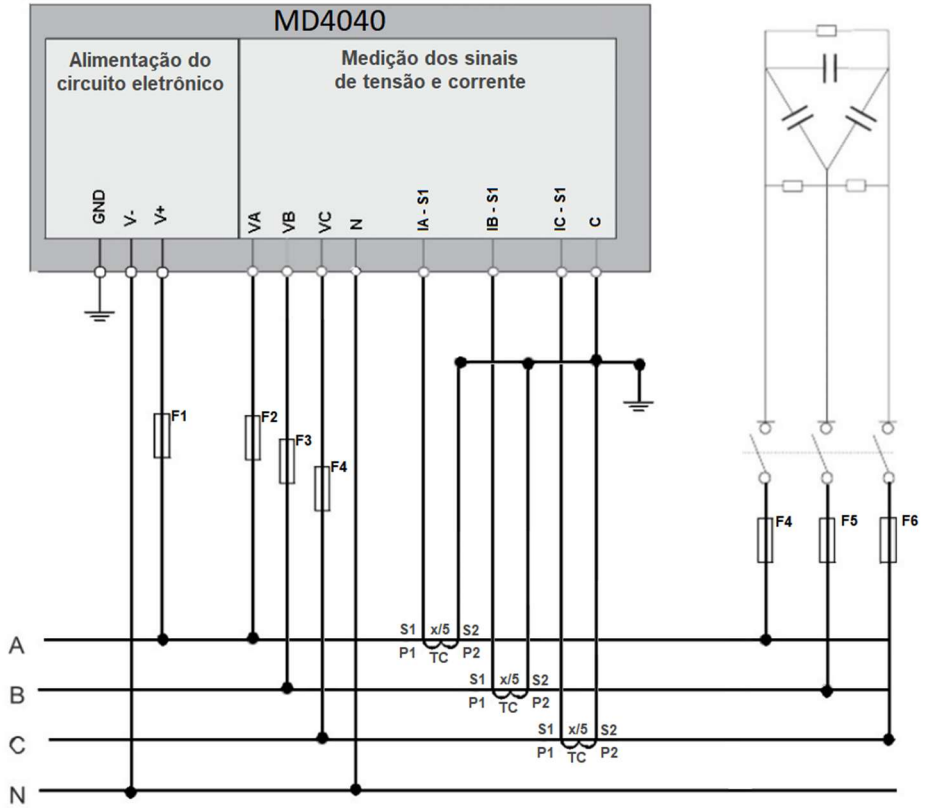 MD4040
Alimentação do
circuito eletrônico
Medição dos sinais
de tensão e corrente
GND
V-
V+
VA
VB
VC
N
IA - S1
IB - S1
IC - S1
C
F1
F2
F3
F4
F4
F5
F6
A
S1 x/5 S2
P1 TC P2
B
S1 x/5 S2
P1 TC P2
C
S1 x/5 S2
P1 TC P2
N